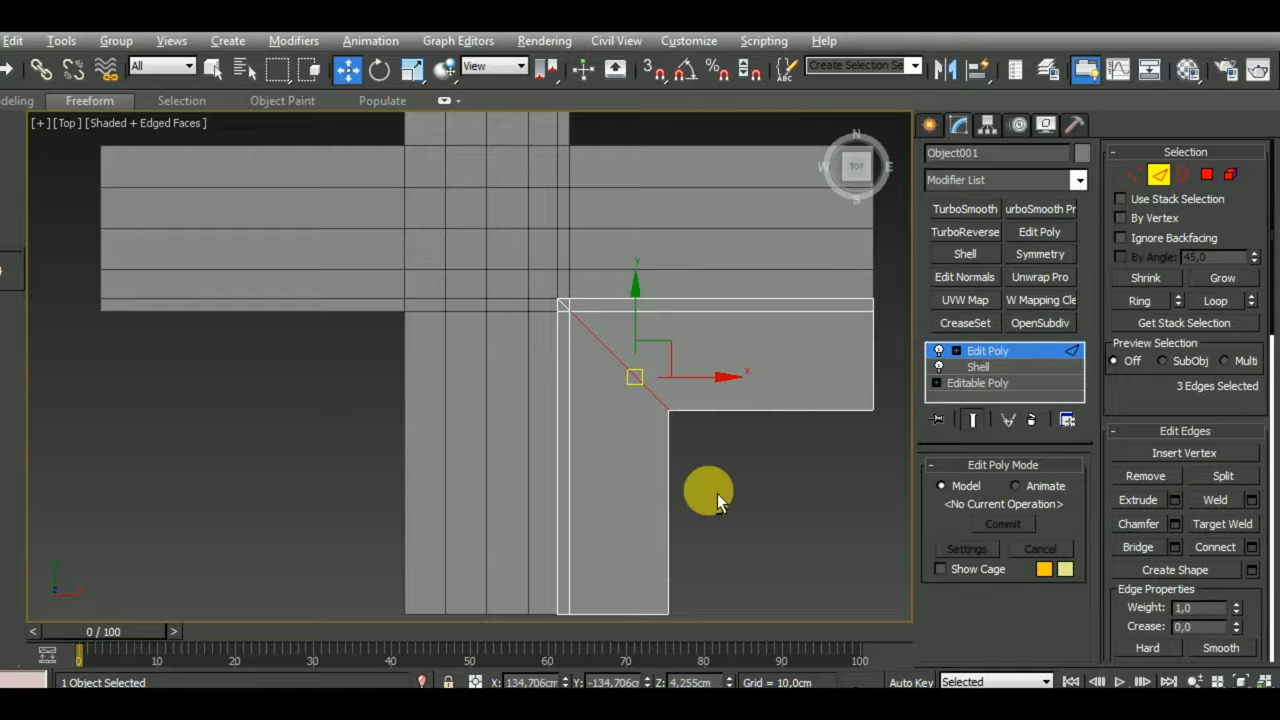 Edit Tools Group Views Create Modifiers Animation Graph Editors Rendering Civil View Customize Scripting Help
All View 3 % ABC Create Selection Se
deling Freeform Selection Object Paint Populate
[+] [Top] [Shaded + Edged Faces]
N
W TOP E
S
y
x
Object001
Modifier List
TurboSmooth urboSmooth Pr
TurboReverse Edit Poly
Shell Symmetry
Edit Normals Unwrap Pro
UVW Map W Mapping Cle
CreaseSet OpenSubdiv
Edit Poly
Shell
Editable Poly
- Edit Poly Mode
Model Animate
<No Current Operation>
Commit
Settings Cancel
Show Cage
- Selection
Use Stack Selection
By Vertex
Ignore Backfacing
By Angle: 45,0
Shrink Grow
Ring Loop
Get Stack Selection
Preview Selection
Off SubObj Multi
3 Edges Selected
- Edit Edges
Insert Vertex
Remove Split
Extrude Weld
Chamfer Target Weld
Bridge Connect
Create Shape
Edge Properties
Weight: 1,0
Crease: 0,0
Hard Smooth
< 0 / 100 >
0 10 20 30 40 50 60 70 80 90 100
1 Object Selected X: 134,706cm Y: -134,706cm Z: 4,255cm Grid = 10,0cm Auto Key Selected